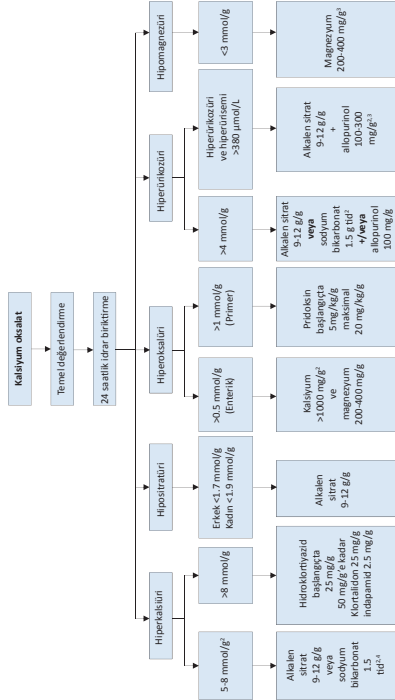 Kalsiyum oksalat
Temel değerlendirme
24 saatlik idrar biriktirme
Hiperkalsiüri
Hipositratüri
Hiperoksalüri
Hiperürikozüri
Hipomagnezüri
5-8 mmol/g²
>8 mmol/g
Erkek <1.7 mmol/g
Kadın <1.9 mmol/g
>0.5 mmol/g
(Enterik)
>1 mmol/g
(Primer)
>4 mmol/g
Hiperürikozüri
ve hiperürisemi
>380 µmol/L
<3 mmol/g
Alkalen
sitrat
9-12 g/g
veya
sodyum
bikarbonat
1.5
tid²,⁴
Hidroklortiyazid
başlangıçta
25 mg/g
50 mg/g'e kadar
Klortalidon 25 mg/g
indapamid 2.5 mg/g
Alkalen
sitrat
9-12 g/g
Kalsiyum
>1000 mg/g²
ve
magnezyum
200-400 mg/g
Pridoksin
başlangıçta
5mg/kg/g
maksimal
20 mg/kg/g
Alkalen sitrat
9-12 g/g
veya
sodyum
bikarbonat
1.5 g tid²
+/veya
allopurinol
100 mg/g
Alkalen sitrat
9-12 g/g
+
allopurinol
100-300
mg/g²,³
Magnezyum
200-400 mg/g³